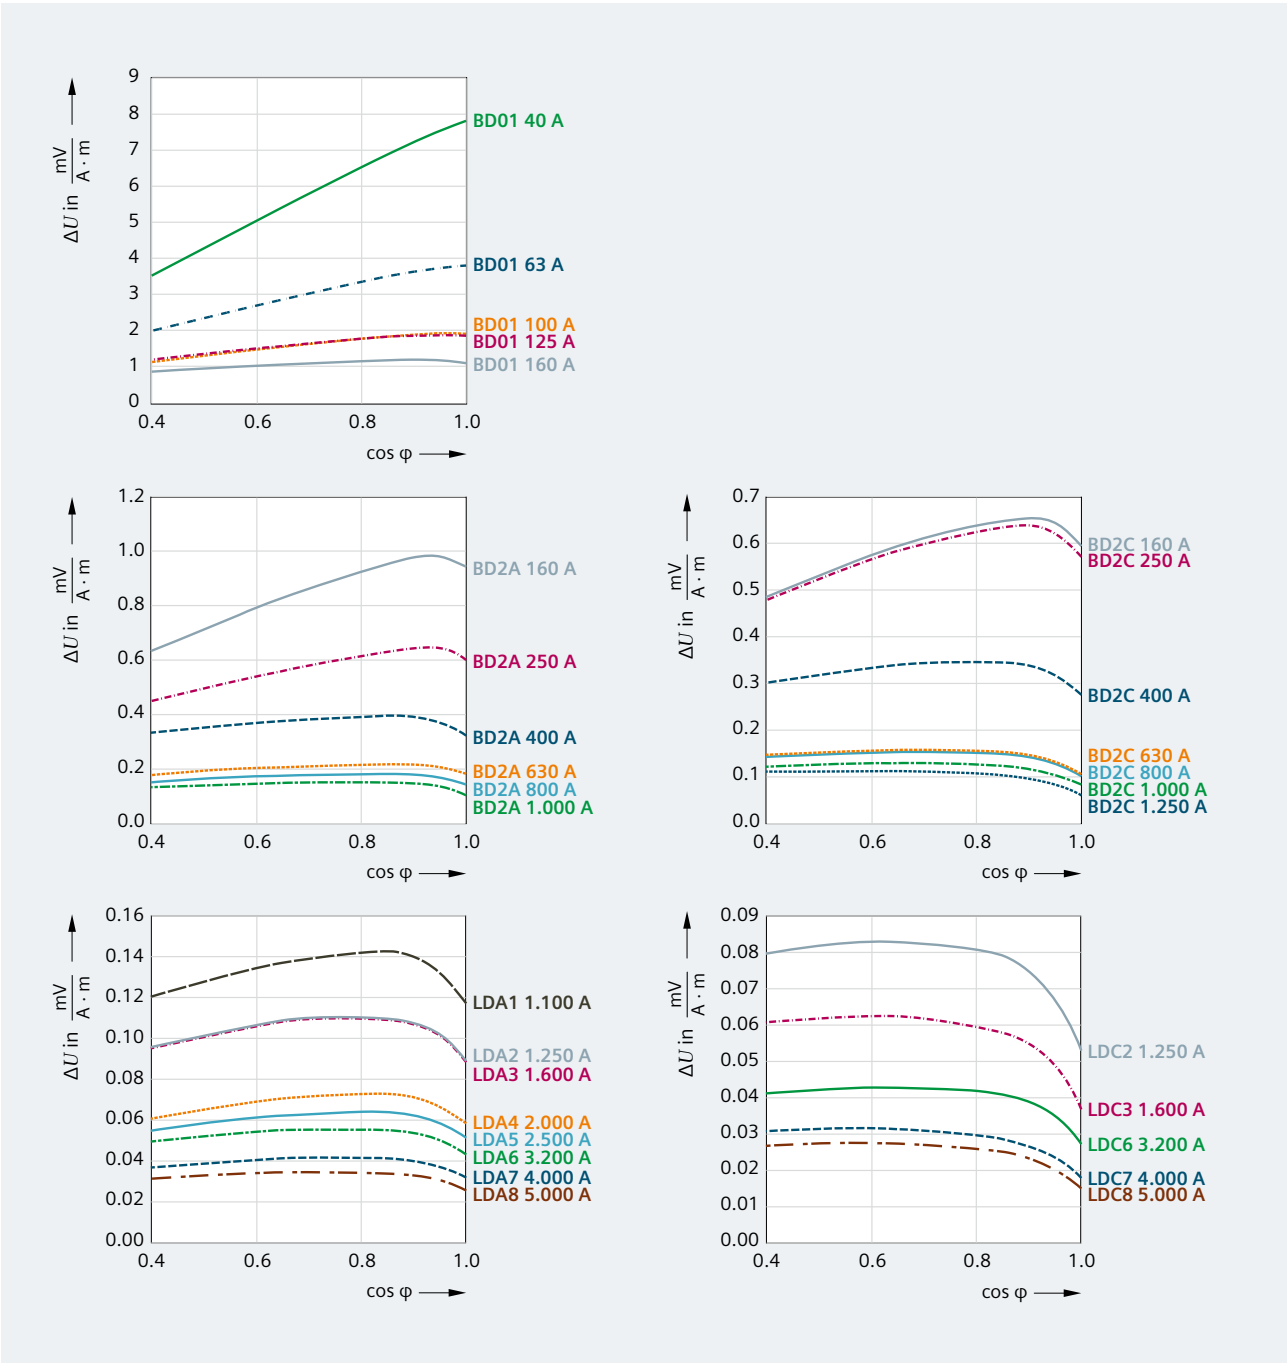 9
8
7
6
5
4
3
2
1
0
ΔU in mV / A · m
0.4 0.6 0.8 1.0
cos φ
BD01 40 A
BD01 63 A
BD01 100 A
BD01 125 A
BD01 160 A
1.2
1.0
0.8
0.6
0.4
0.2
0.0
ΔU in mV / A · m
0.4 0.6 0.8 1.0
cos φ
BD2A 160 A
BD2A 250 A
BD2A 400 A
BD2A 630 A
BD2A 800 A
BD2A 1.000 A
0.7
0.6
0.5
0.4
0.3
0.2
0.1
0.0
ΔU in mV / A · m
0.4 0.6 0.8 1.0
cos φ
BD2C 160 A
BD2C 250 A
BD2C 400 A
BD2C 630 A
BD2C 800 A
BD2C 1.000 A
BD2C 1.250 A
0.16
0.14
0.12
0.10
0.08
0.06
0.04
0.02
0.00
ΔU in mV / A · m
0.4 0.6 0.8 1.0
cos φ
LDA1 1.100 A
LDA2 1.250 A
LDA3 1.600 A
LDA4 2.000 A
LDA5 2.500 A
LDA6 3.200 A
LDA7 4.000 A
LDA8 5.000 A
0.09
0.08
0.07
0.06
0.05
0.04
0.03
0.02
0.01
0.00
ΔU in mV / A · m
0.4 0.6 0.8 1.0
cos φ
LDC2 1.250 A
LDC3 1.600 A
LDC6 3.200 A
LDC7 4.000 A
LDC8 5.000 A